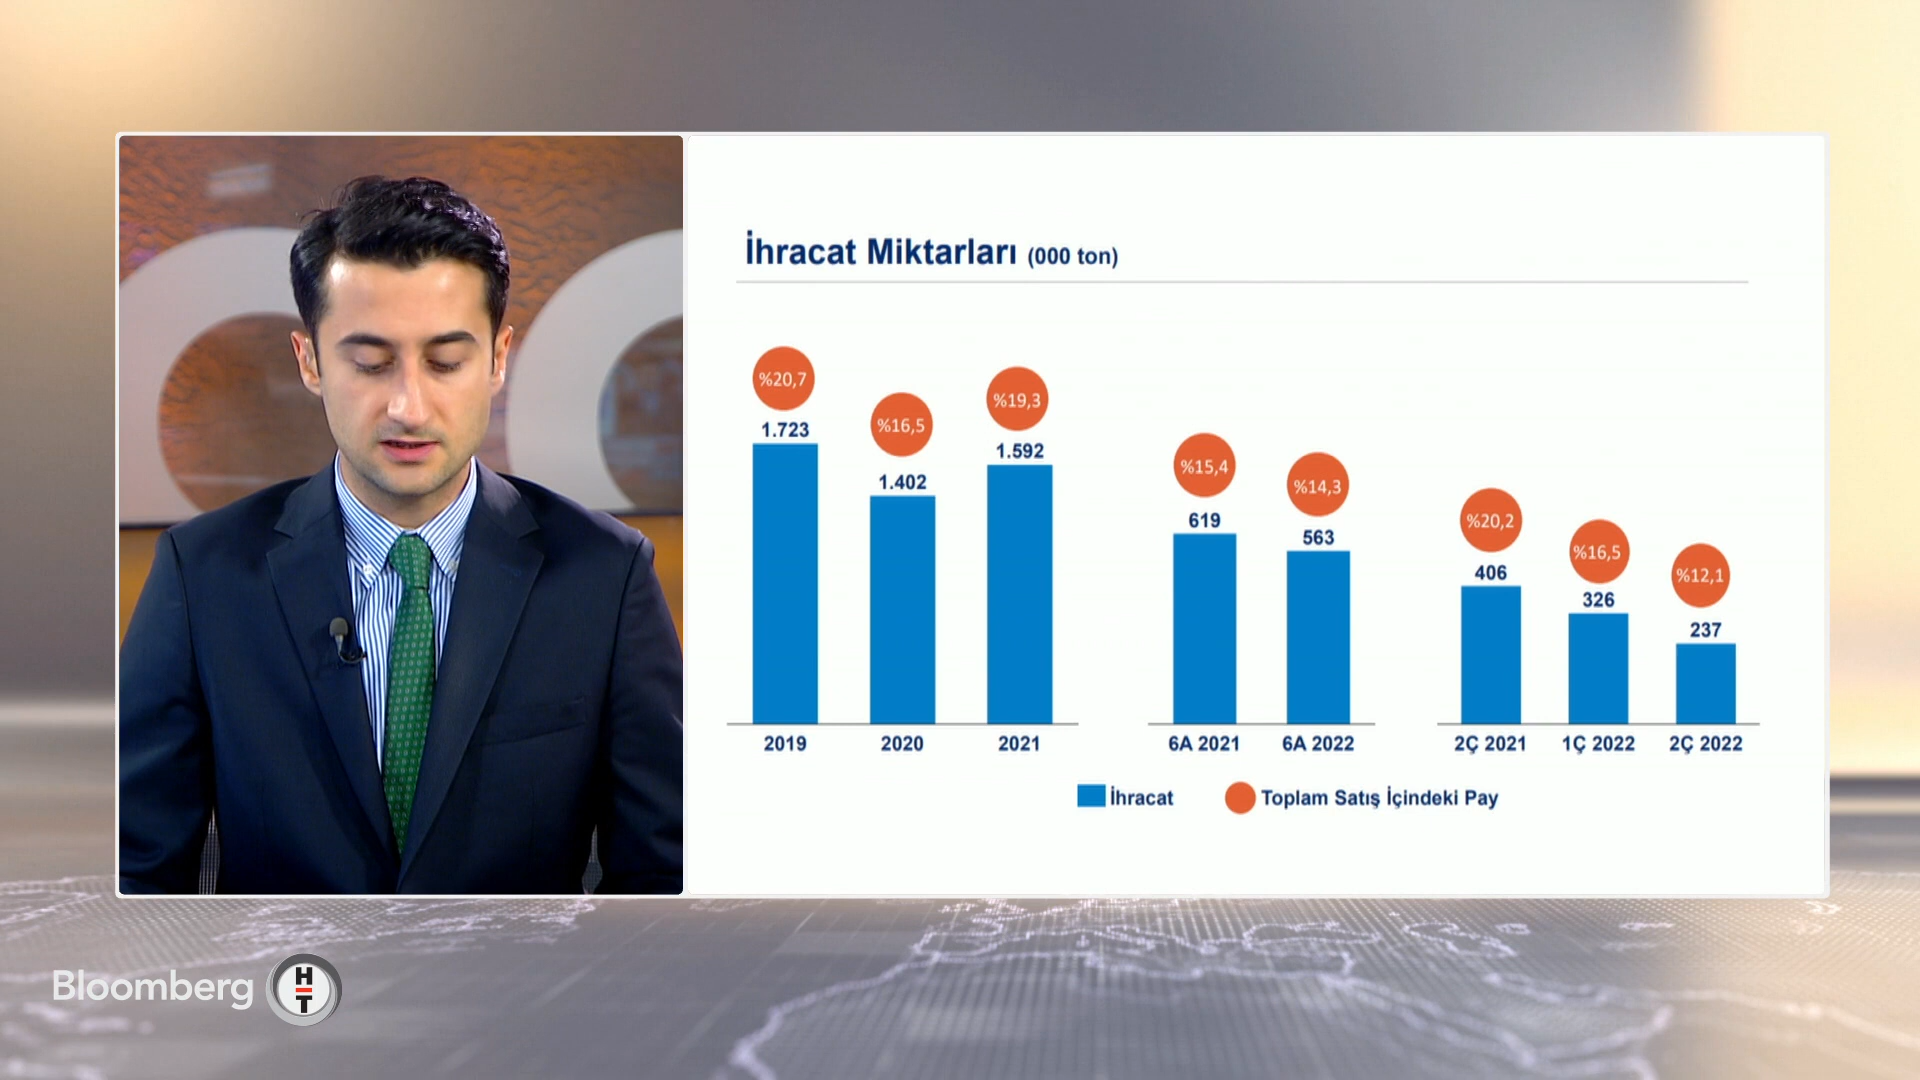 İhracat Miktarları (000 ton)
%20,7
%16,5
%19,3
%15,4
%14,3
%20,2
%16,5
%12,1
1.723
1.402
1.592
619
563
406
326
237
2019
2020
2021
6A 2021
6A 2022
2Ç 2021
1Ç 2022
2Ç 2022
İhracat
Toplam Satış İçindeki Pay
Bloomberg HT